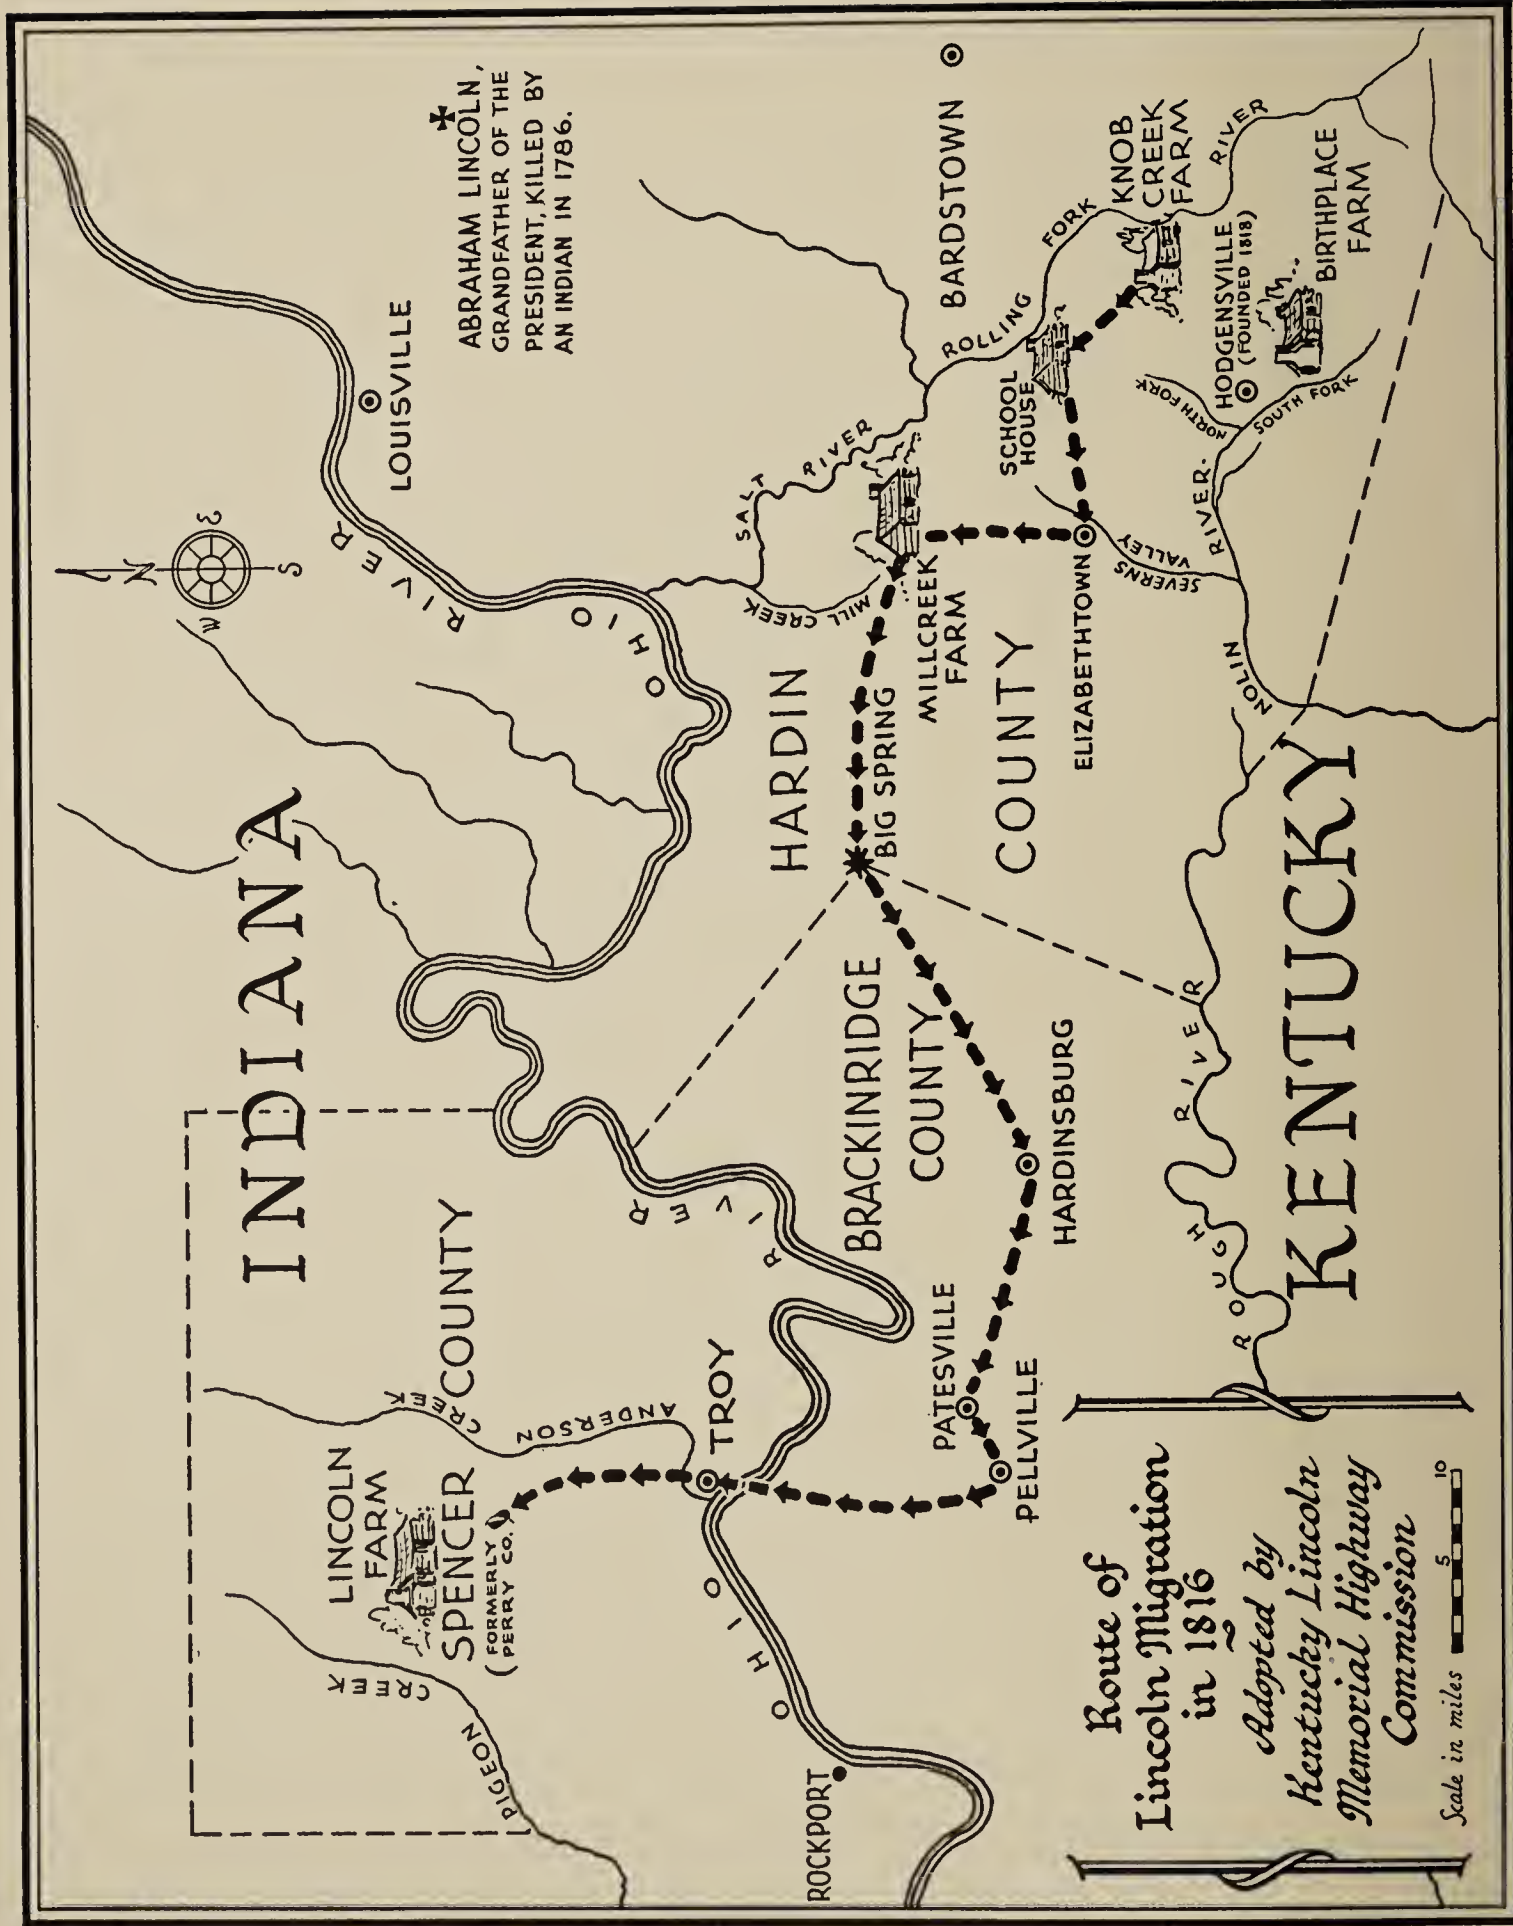 INDIANA
KENTUCKY
N
E
S
W
LOUISVILLE
ABRAHAM LINCOLN,
GRANDFATHER OF THE
PRESIDENT, KILLED BY
AN INDIAN IN 1786.
OHIO RIVER
LINCOLN
FARM
SPENCER COUNTY
(FORMERLY
PERRY CO.)
PIGEON CREEK
ANDERSON CREEK
TROY
RIVER
OHIO
ROCKPORT
HARDIN
COUNTY
BRACKINRIDGE
COUNTY
SALT RIVER
MILL CREEK
MILLCREEK
FARM
BIG SPRING
BARDSTOWN
ROLLING FORK RIVER
KNOB
CREEK
FARM
SCHOOL
HOUSE
HODGENSVILLE
(FOUNDED 1818)
BIRTHPLACE
FARM
NORTH FORK
SOUTH FORK
ELIZABETHTOWN
SEVERNS
VALLEY
NOLIN RIVER
HARDINSBURG
PATESVILLE
PELLVILLE
ROUGH RIVER
Route of
Lincoln Migration
in 1816
Adopted by
Kentucky Lincoln
Memorial Highway
Commission
Scale in miles 5 10